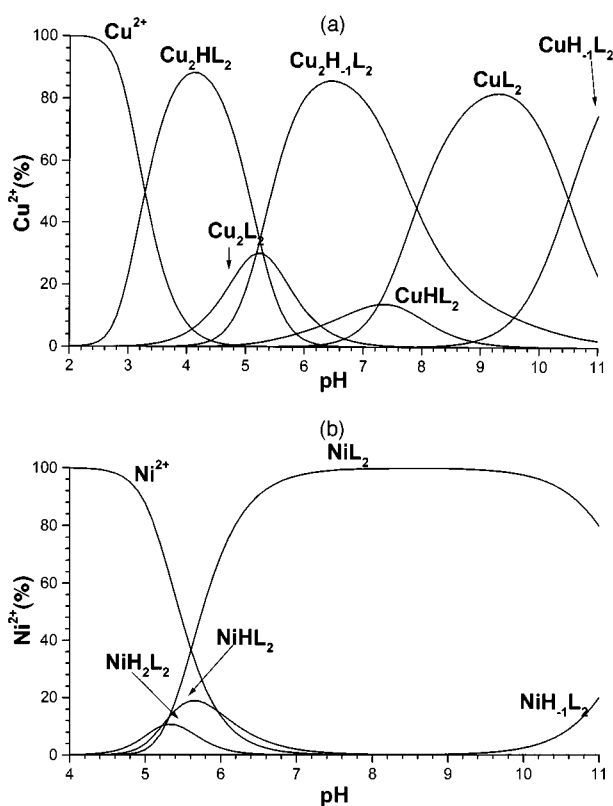 (a)
Cu²⁺
Cu₂HL₂
Cu₂H₋₁L₂
CuL₂
CuH₋₁L₂
100
80
60
40
20
0
Cu²⁺(%)
Cu₂L₂
CuHL₂
2 3 4 5 6 7 8 9 10 11
pH
(b)
Ni²⁺
NiL₂
100
80
60
40
20
0
Ni²⁺(%)
NiH₂L₂
NiHL₂
NiH₋₁L₂
4 5 6 7 8 9 10 11
pH